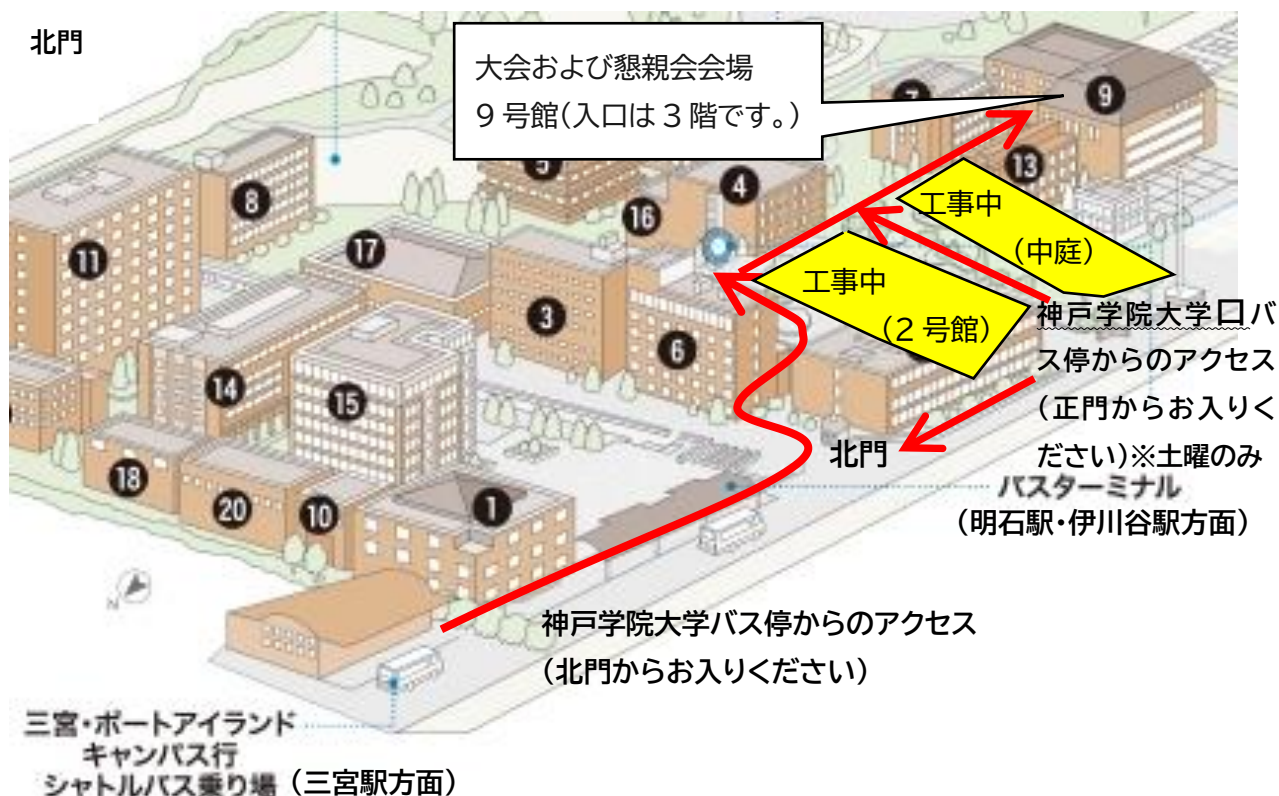 北門
大会および懇親会会場
9号館(入口は3階です。)
7
9
5
4
13
8
16
工事中
(中庭)
11
17
工事中
(2号館)
3
6
神戸学院大学口バ
ス停からのアクセス
(正門からお入りく
ださい)※土曜のみ
14
15
北門
バスターミナル
(明石駅・伊川谷駅方面)
18
20
10
1
N
神戸学院大学バス停からのアクセス
(北門からお入りください)
三宮・ポートアイランド
キャンパス行
シャトルバス乗り場 (三宮駅方面)